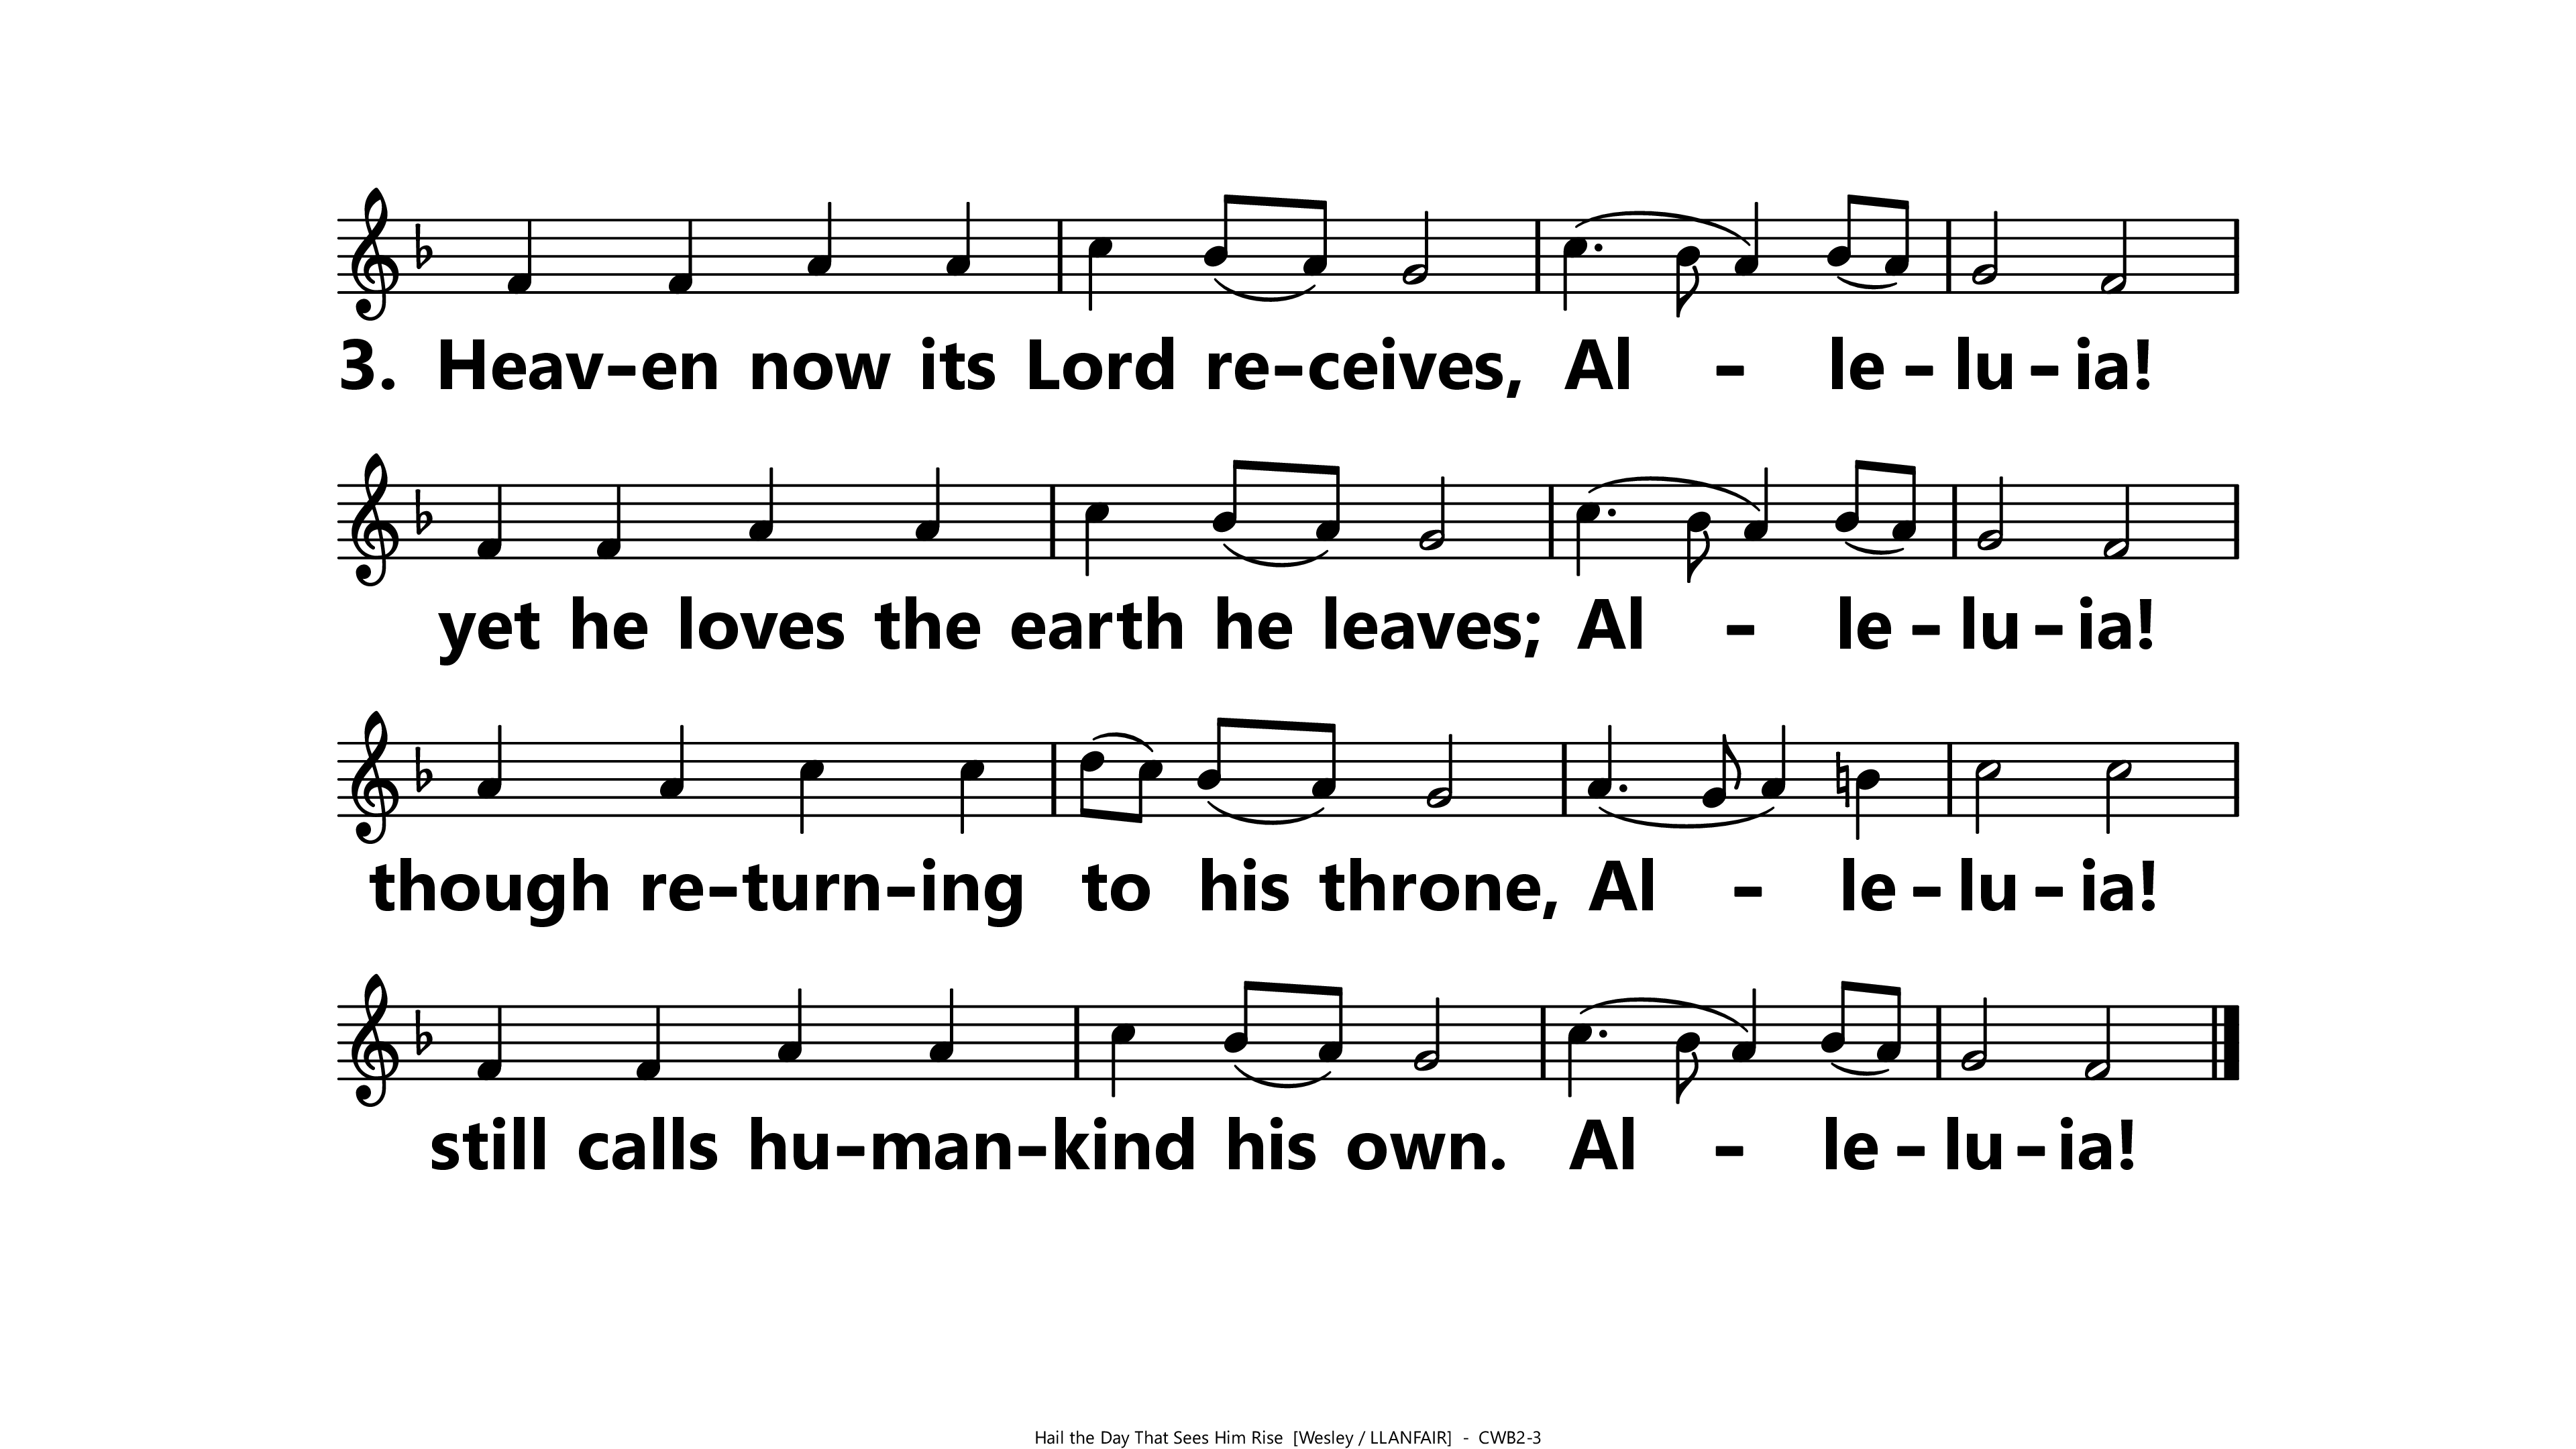 3. Heav-en now its Lord re-ceives, Al - le - lu - ia!
yet he loves the earth he leaves; Al - le - lu - ia!
though re-turn-ing to his throne, Al - le - lu - ia!
still calls hu-man-kind his own. Al - le - lu - ia!
Hail the Day That Sees Him Rise [Wesley / LLANFAIR] - CWB2-3